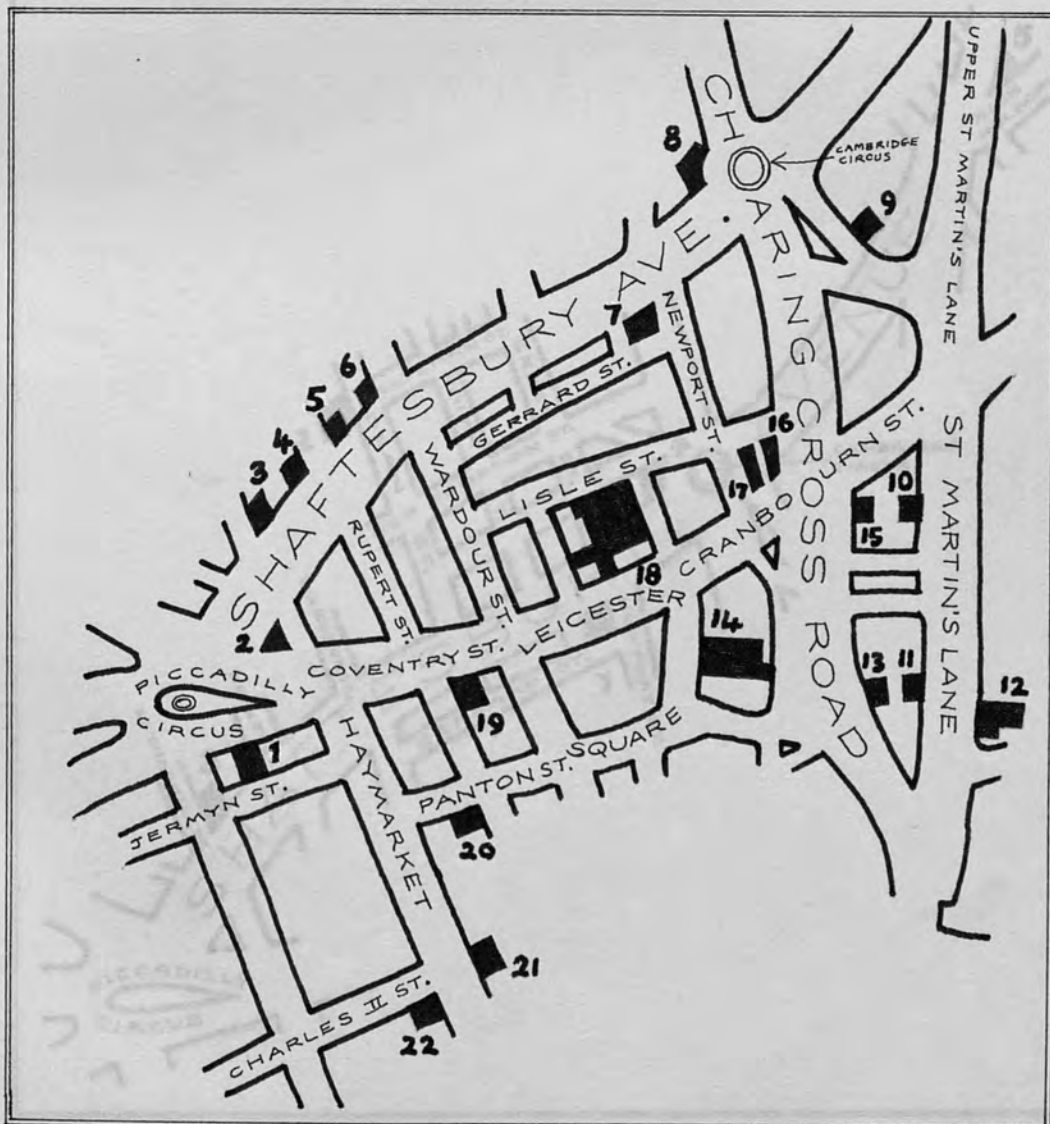 UPPER ST MARTIN'S LANE
CHARING CROSS ROAD
CAMBRIDGE
CIRCUS
8
9
SHAFTESBURY AVE.
7
NEWPORT ST.
6
5
GERRARD ST.
4
3
WARDOUR ST.
LISLE ST.
16
17
CRANBOURN ST.
ST MARTIN'S LANE
10
15
RUPERT ST.
18
LEICESTER
2
COVENTRY ST.
14
13
11
12
PICCADILLY
CIRCUS
19
SQUARE
1
HAYMARKET
PANTON ST.
JERMYN ST.
20
21
CHARLES II ST.
22
PICCADILLY
CIRCUS